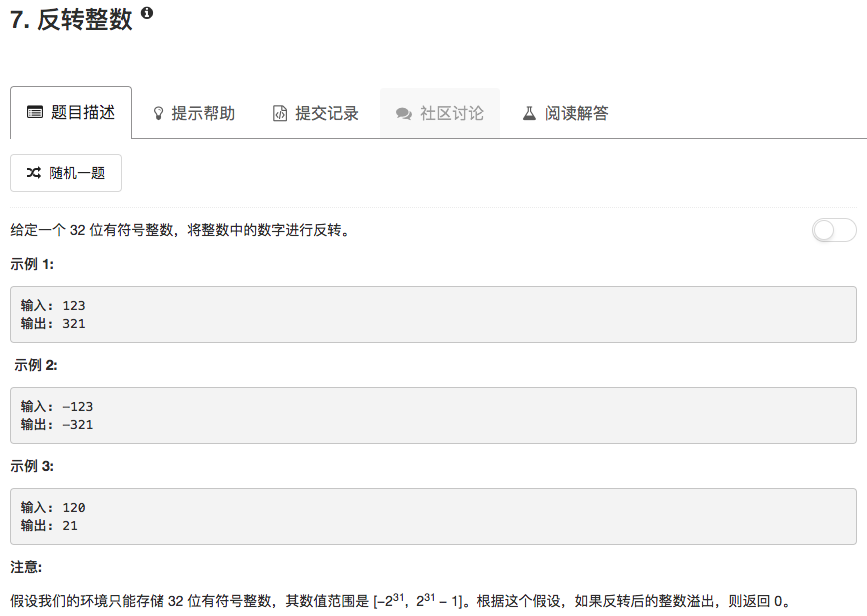 7. 反转整数
题目描述 提示帮助 提交记录 社区讨论 阅读解答
随机一题
给定一个 32 位有符号整数，将整数中的数字进行反转。
示例 1:
输入: 123
输出: 321
示例 2:
输入: -123
输出: -321
示例 3:
输入: 120
输出: 21
注意:
假设我们的环境只能存储 32 位有符号整数，其数值范围是 [−2³¹, 2³¹ − 1]。根据这个假设，如果反转后的整数溢出，则返回 0。